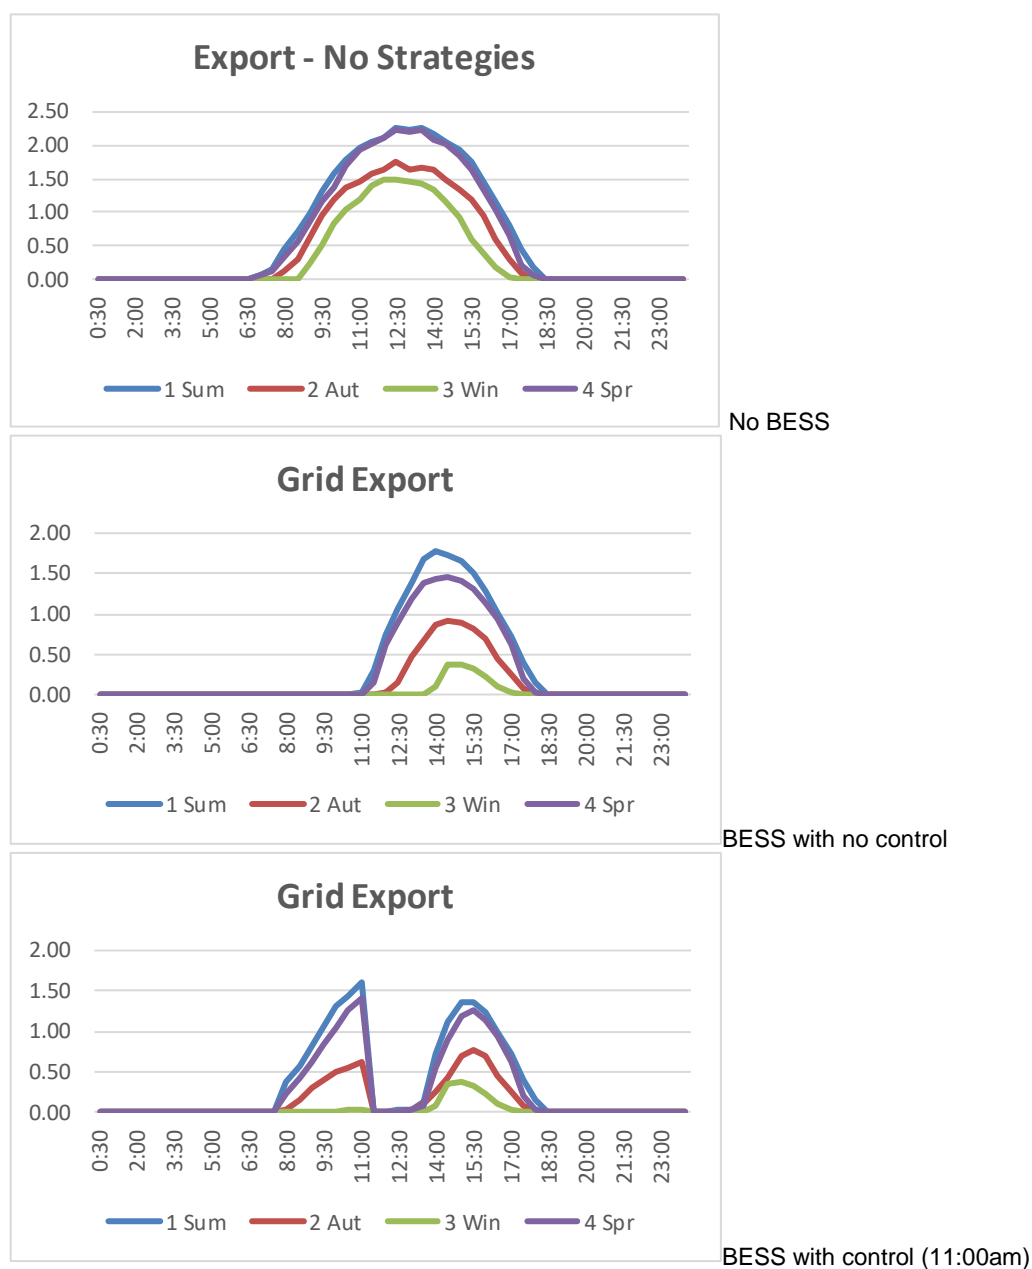 Export - No Strategies
2.50
2.00
1.50
1.00
0.50
0.00
0:30 2:00 3:30 5:00 6:30 8:00 9:30 11:00 12:30 14:00 15:30 17:00 18:30 20:00 21:30 23:00
1 Sum 2 Aut 3 Win 4 Spr
No BESS
Grid Export
2.00
1.50
1.00
0.50
0.00
0:30 2:00 3:30 5:00 6:30 8:00 9:30 11:00 12:30 14:00 15:30 17:00 18:30 20:00 21:30 23:00
1 Sum 2 Aut 3 Win 4 Spr
BESS with no control
Grid Export
2.00
1.50
1.00
0.50
0.00
0:30 2:00 3:30 5:00 6:30 8:00 9:30 11:00 12:30 14:00 15:30 17:00 18:30 20:00 21:30 23:00
1 Sum 2 Aut 3 Win 4 Spr
BESS with control (11:00am)